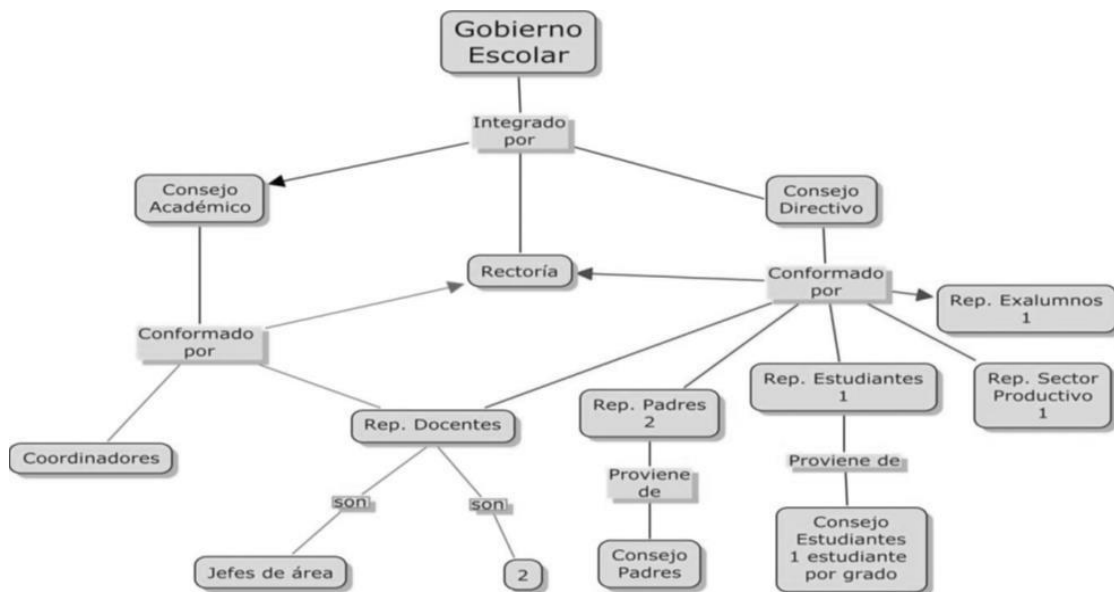 Gobierno
Escolar
Integrado
por
Consejo
Académico
Consejo
Directivo
Rectoría
Conformado
por
Rep. Exalumnos
1
Conformado
por
Rep. Estudiantes
1
Rep. Sector
Productivo
1
Rep. Padres
2
Rep. Docentes
Coordinadores
Proviene de
Proviene
de
son
son
Consejo
Estudiantes
1 estudiante
por grado
Consejo
Padres
Jefes de área
2